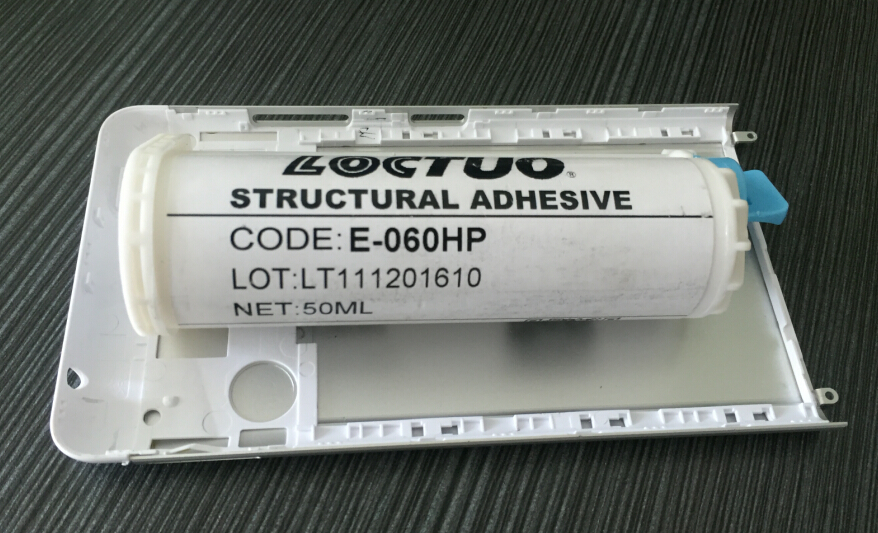 LOCTUO®
STRUCTURAL ADHESIVE
CODE: E-060HP
LOT:LT111201610
NET:50ML